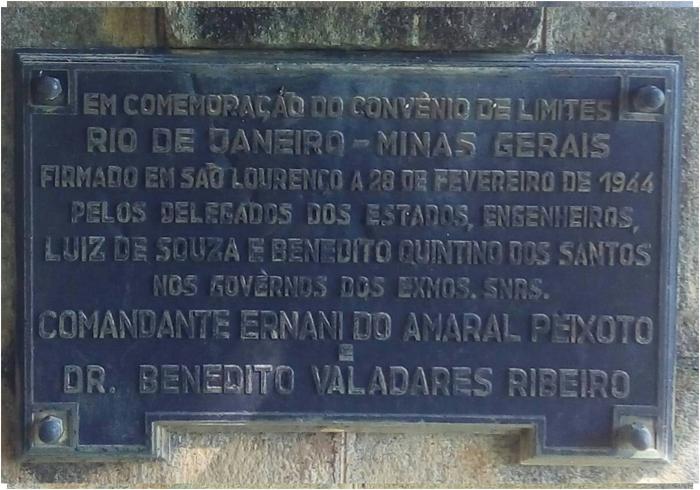 EM COMEMORAÇÃO DO CONVÊNIO DE LIMITES
RIO DE JANEIRO - MINAS GERAIS
FIRMADO EM SÃO LOURENÇO A 28 DE FEVEREIRO DE 1944
PELOS DELEGADOS DOS ESTADOS, ENGENHEIROS,
LUIZ DE SOUZA E BENEDITO QUINTINO DOS SANTOS
NOS GOVÊRNOS DOS EXMOS. SNRS.
COMANDANTE ERNANI DO AMARAL PEIXOTO
E
DR. BENEDITO VALADARES RIBEIRO